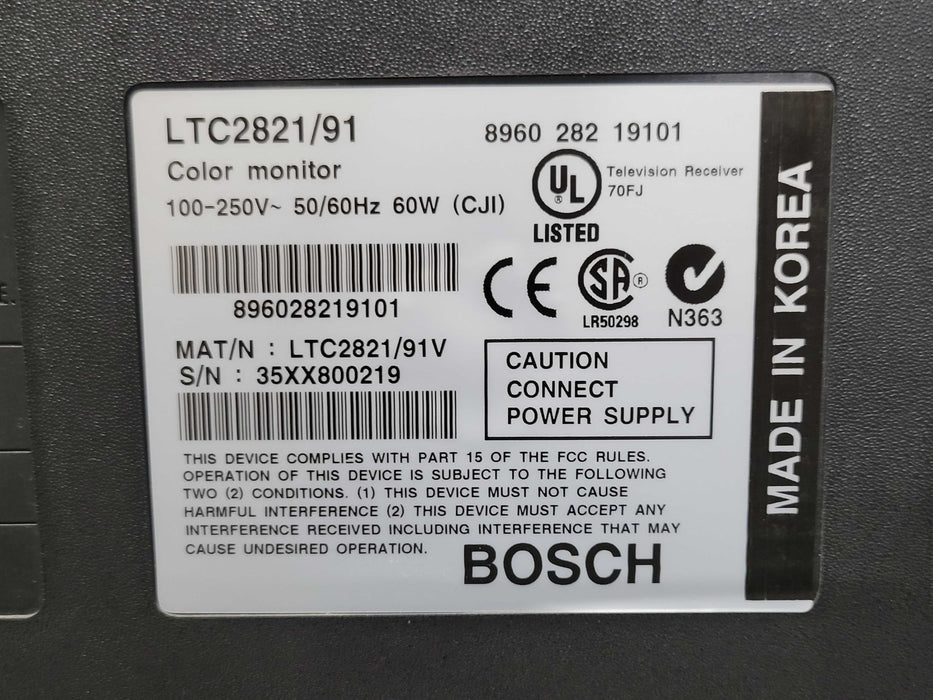 LTC2821/91
8960 282 19101
Color monitor
100-250V~ 50/60Hz 60W (CJI)
UL
®
LISTED
Television Receiver
70FJ
896028219101
CE
SA
®
LR50298
N363
MAT/N : LTC2821/91V
S/N : 35XX800219
CAUTION
CONNECT
POWER SUPPLY
THIS DEVICE COMPLIES WITH PART 15 OF THE FCC RULES.
OPERATION OF THIS DEVICE IS SUBJECT TO THE FOLLOWING
TWO (2) CONDITIONS. (1) THIS DEVICE MUST NOT CAUSE
HARMFUL INTERFERENCE (2) THIS DEVICE MUST ACCEPT ANY
INTERFERENCE RECEIVED INCLUDING INTERFERENCE THAT MAY
CAUSE UNDESIRED OPERATION.
BOSCH
MADE IN KOREA
E.